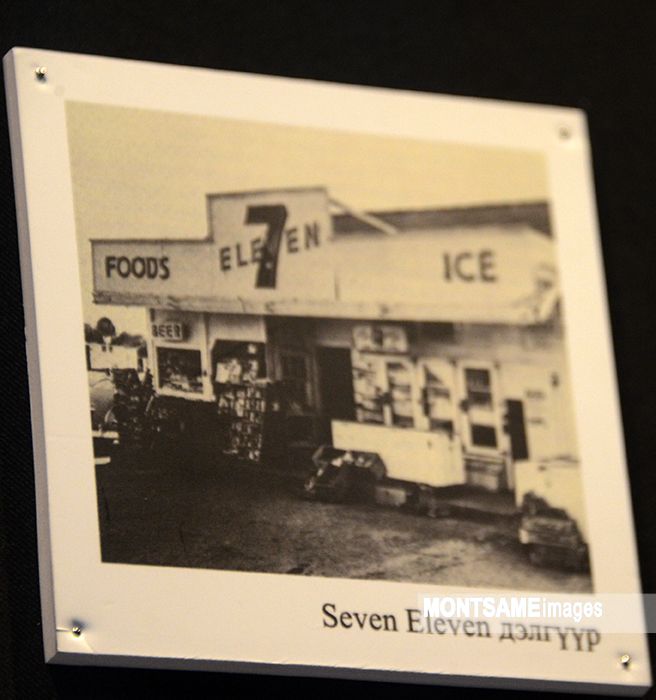 FOODS
ELEVEN
7
ICE
BEER
MONTSAMEimages
Seven Eleven дэлгүүр